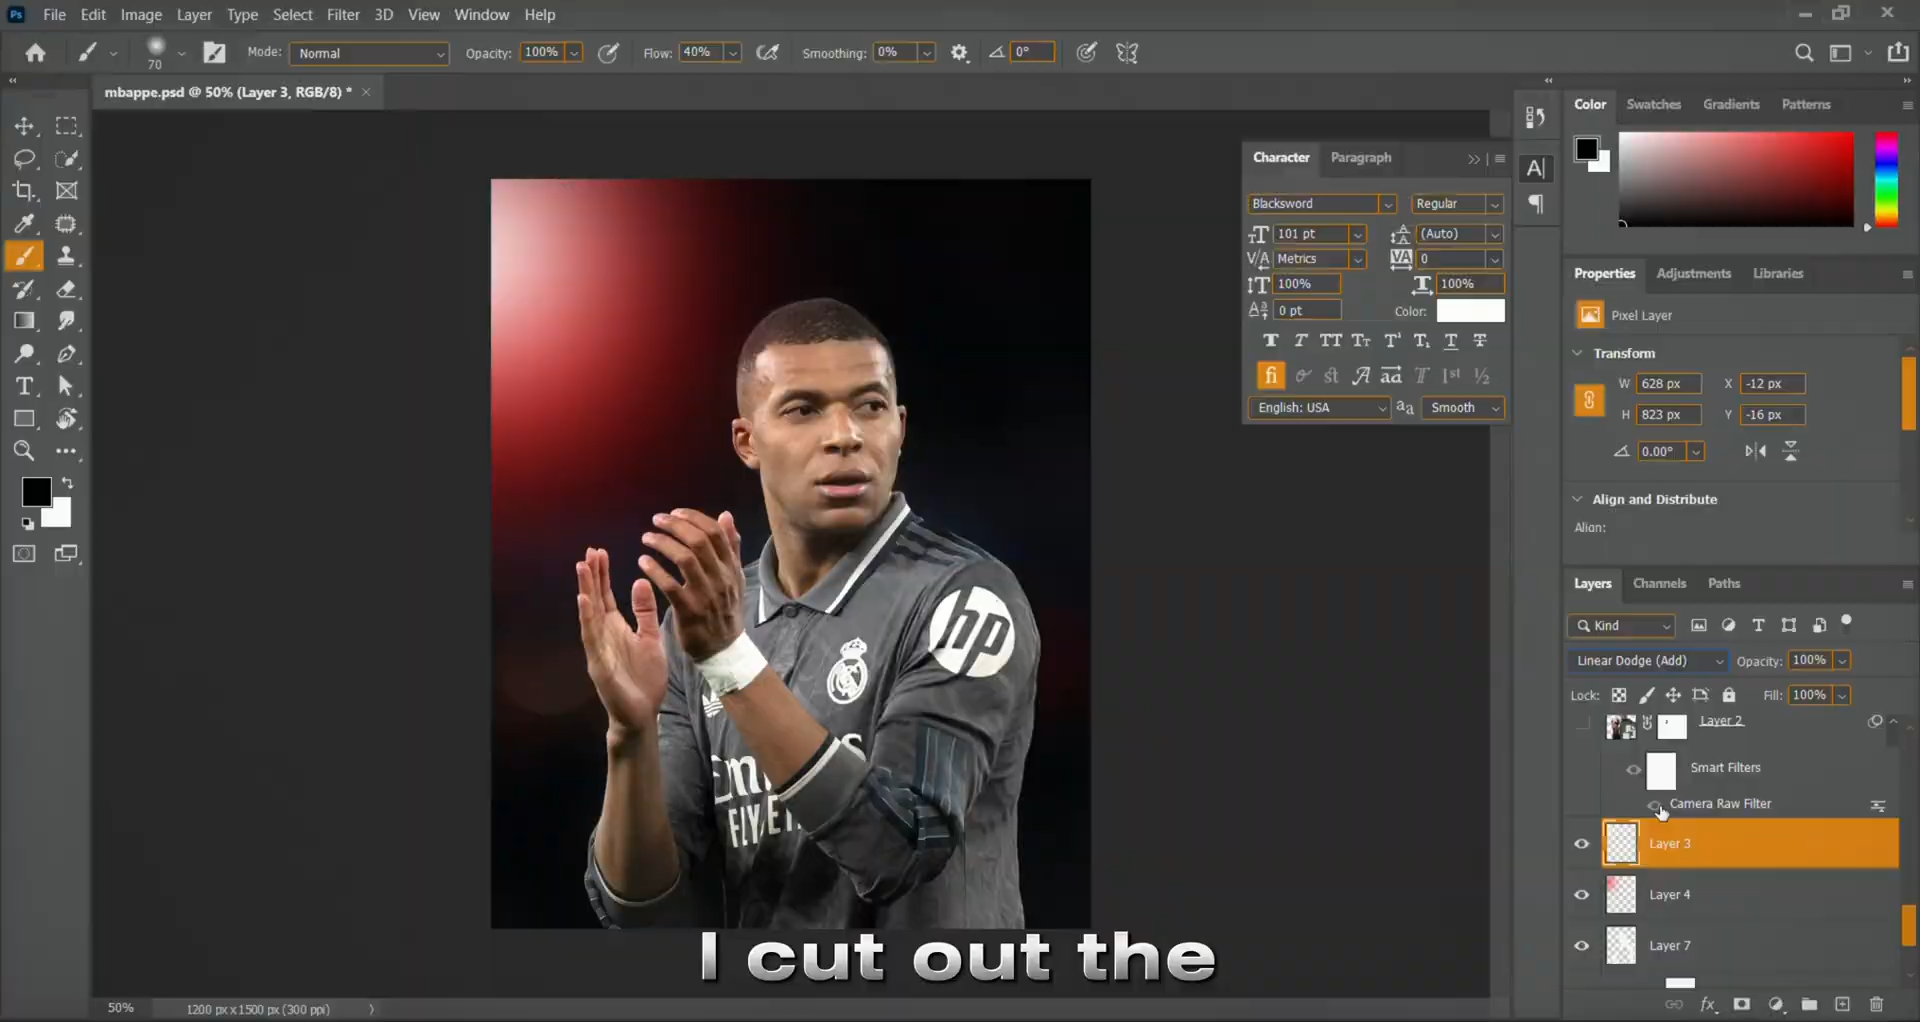 Ps File Edit Image Layer Type Select Filter 3D View Window Help
70 Mode: Normal Opacity: 100% Flow: 40% Smoothing: 0% 0°
mbappe.psd @ 50% (Layer 3, RGB/8) *
Color Swatches Gradients Patterns
Character Paragraph
Blacksword Regular
101 pt (Auto)
Metrics 0
100% 100%
0 pt Color:
English: USA Smooth
Properties Adjustments Libraries
Pixel Layer
Transform
W 628 px X -12 px
H 823 px Y -16 px
0.00°
Align and Distribute
Align:
Layers Channels Paths
Kind
Linear Dodge (Add) Opacity: 100%
Lock: Fill: 100%
Layer 2
Smart Filters
Camera Raw Filter
Layer 3
Layer 4
Layer 7
hp
FLY
I cut out the
50% 1200 px x 1500 px (300 ppi)